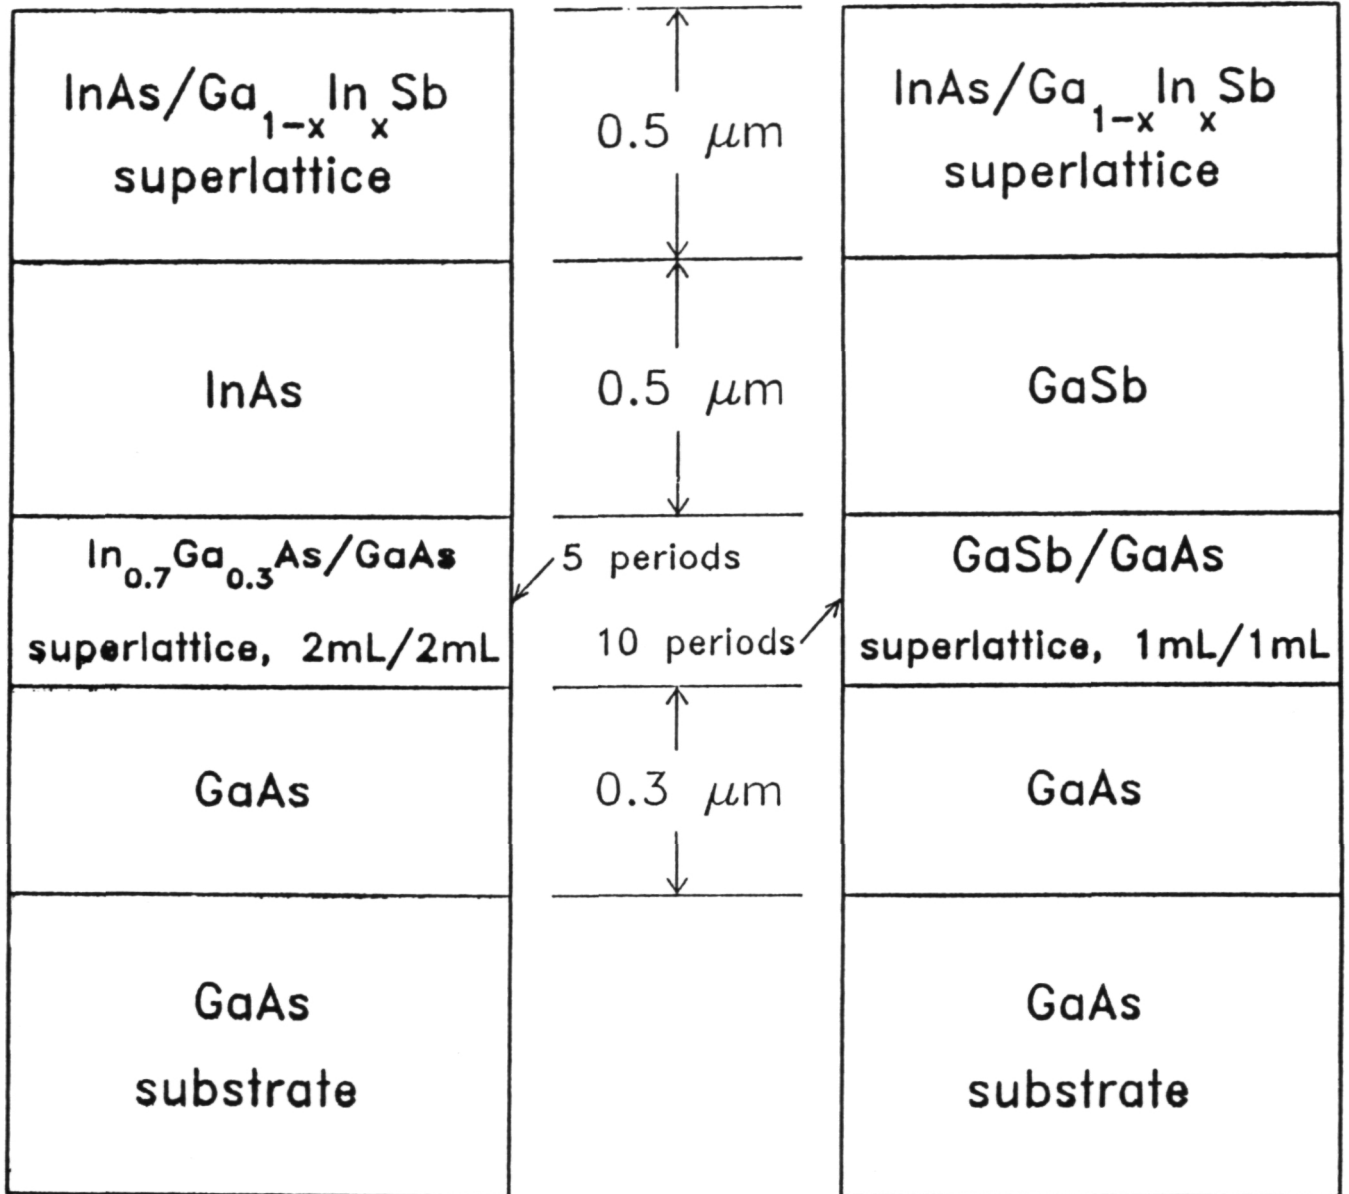 InAs/Ga₁₋ₓInₓSb
superlattice
InAs
In₀.₇Ga₀.₃As/GaAs
superlattice, 2mL/2mL
GaAs
GaAs
substrate
0.5 μm
0.5 μm
5 periods
10 periods
0.3 μm
InAs/Ga₁₋ₓInₓSb
superlattice
GaSb
GaSb/GaAs
superlattice, 1mL/1mL
GaAs
GaAs
substrate